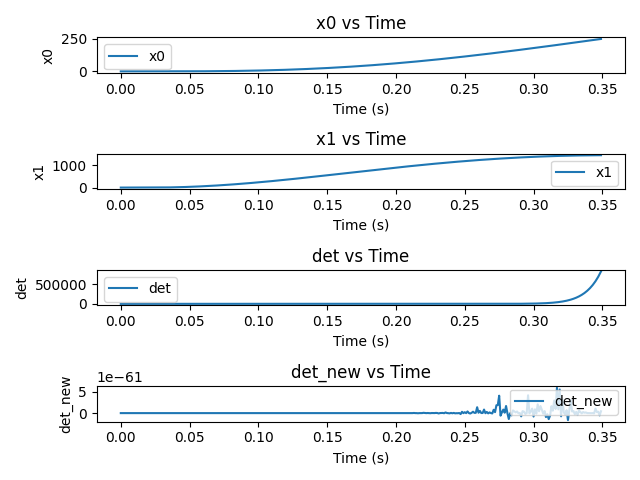 x0 vs Time
250
0
x0
x0
0.00 0.05 0.10 0.15 0.20 0.25 0.30 0.35
Time (s)
x1 vs Time
1000
0
x1
x1
0.00 0.05 0.10 0.15 0.20 0.25 0.30 0.35
Time (s)
det vs Time
500000
0
det
det
0.00 0.05 0.10 0.15 0.20 0.25 0.30 0.35
Time (s)
det_new vs Time
1e−61
5
0
det_new
det_new
0.00 0.05 0.10 0.15 0.20 0.25 0.30 0.35
Time (s)